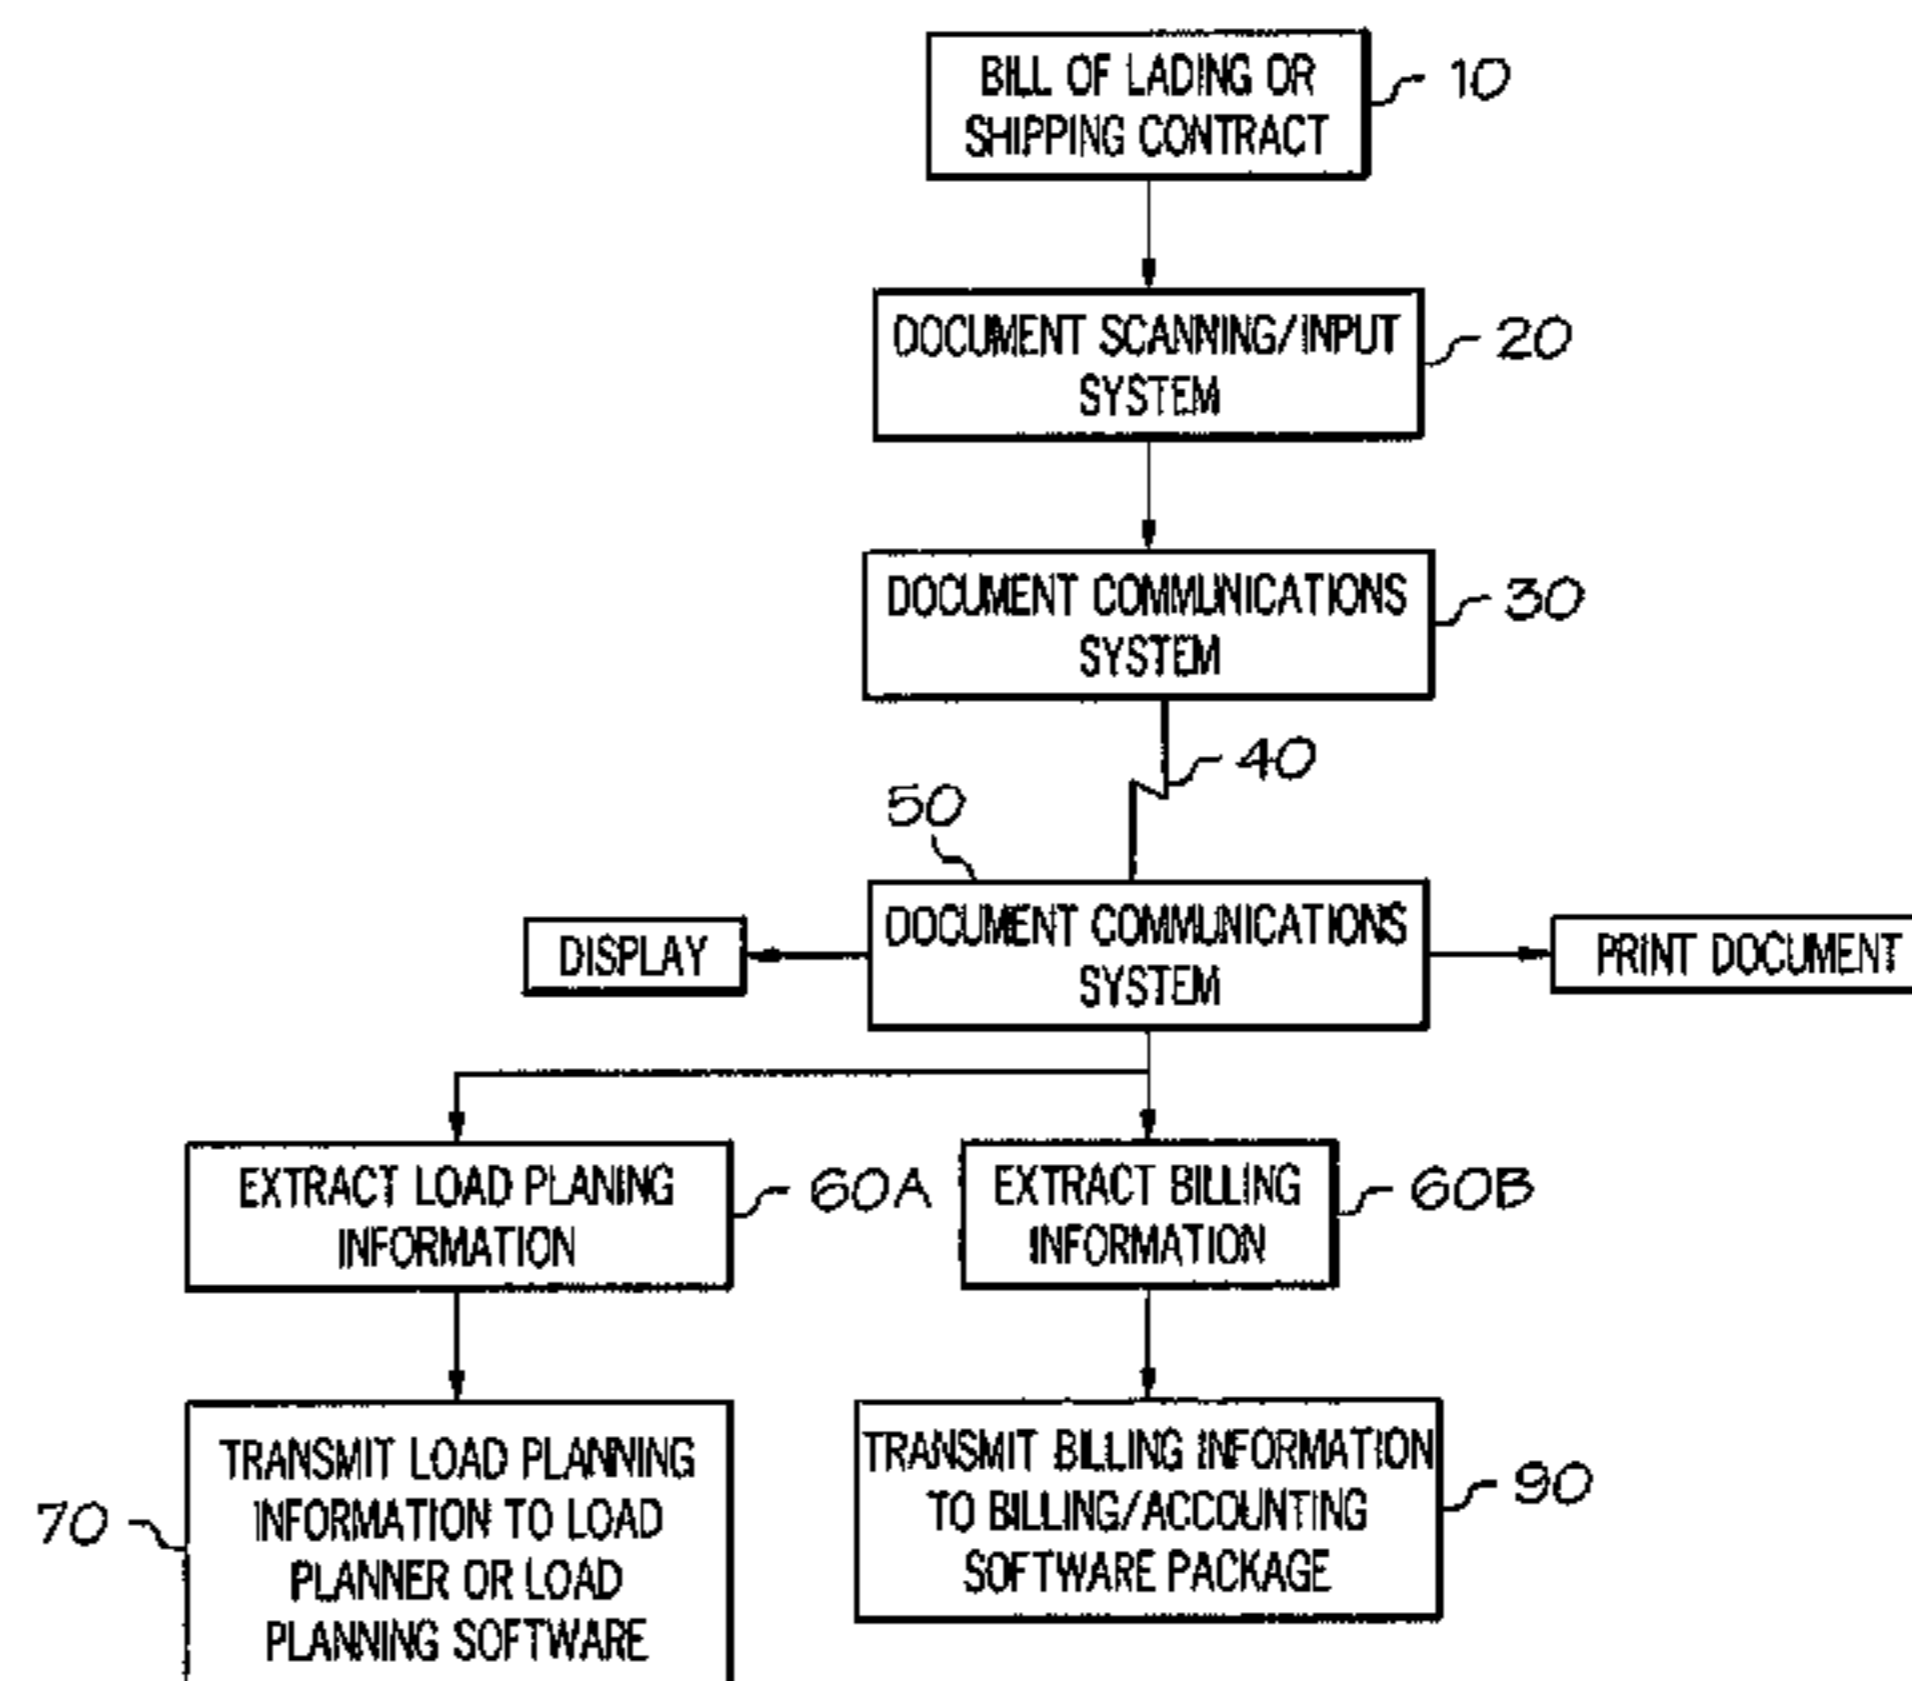 BILL OF LADING OR
SHIPPING CONTRACT
10
DOCUMENT SCANNING/INPUT
SYSTEM
20
DOCUMENT COMMUNICATIONS
SYSTEM
30
40
50
DISPLAY
DOCUMENT COMMUNICATIONS
SYSTEM
PRINT DOCUMENT
EXTRACT LOAD PLANING
INFORMATION
60A
EXTRACT BILLING
INFORMATION
60B
70
TRANSMIT LOAD PLANNING
INFORMATION TO LOAD
PLANNER OR LOAD
PLANNING SOFTWARE
TRANSMIT BILLING INFORMATION
TO BILLING/ACCOUNTING
SOFTWARE PACKAGE
90